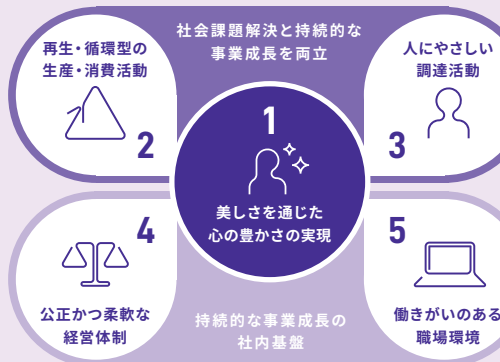 再生・循環型の
生産・消費活動
2
社会課題解決と持続的な
事業成長を両立
人にやさしい
調達活動
3
1
美しさを通じた
心の豊かさの実現
4
公正かつ柔軟な
経営体制
持続的な事業成長の
社内基盤
5
働きがいのある
職場環境